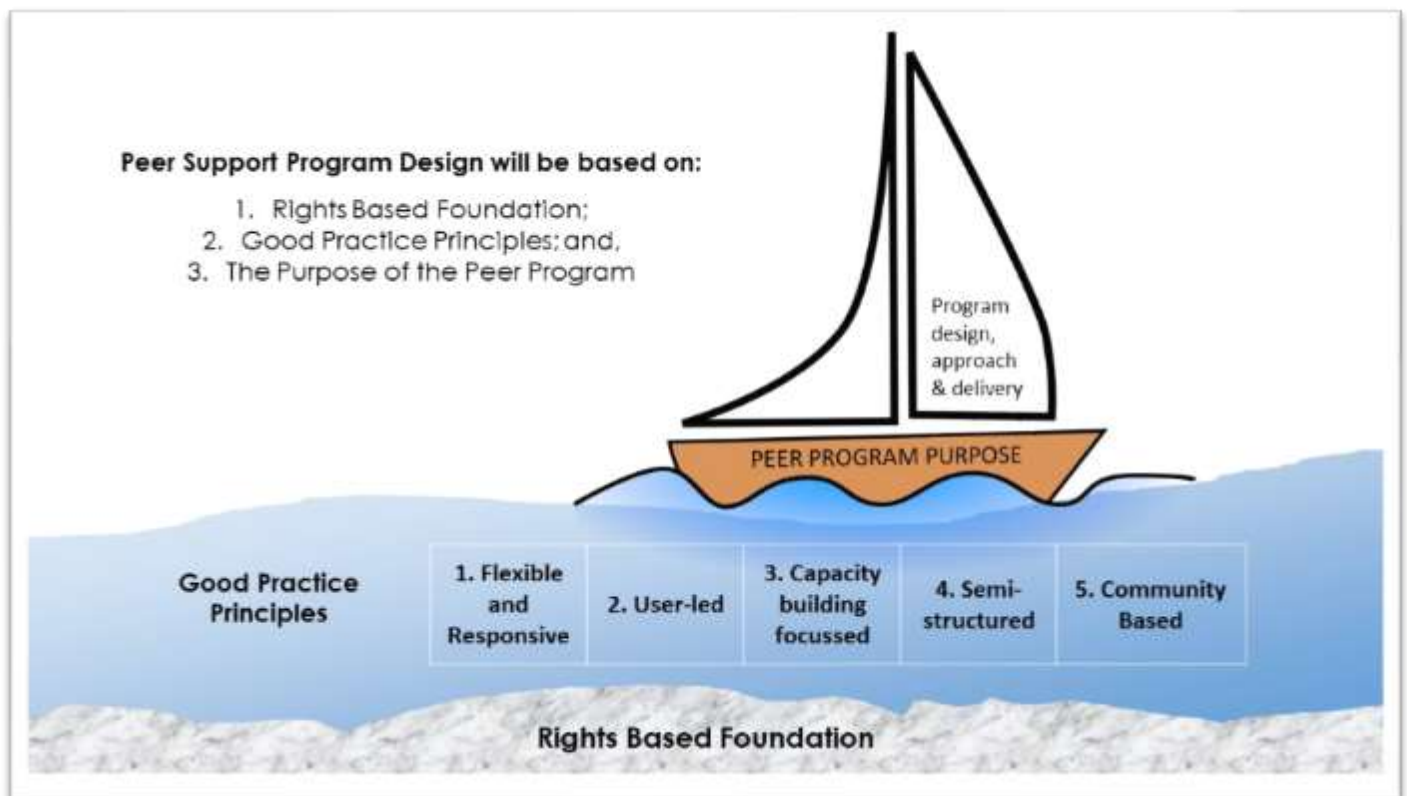 Peer Support Program Design will be based on:
1. Rights Based Foundation;
2. Good Practice Principles; and,
3. The Purpose of the Peer Program
Program
design,
approach
& delivery
PEER PROGRAM PURPOSE
Good Practice
Principles
1. Flexible
and
Responsive
2. User-led
3. Capacity
building
focussed
4. Semi-
structured
5. Community
Based
Rights Based Foundation